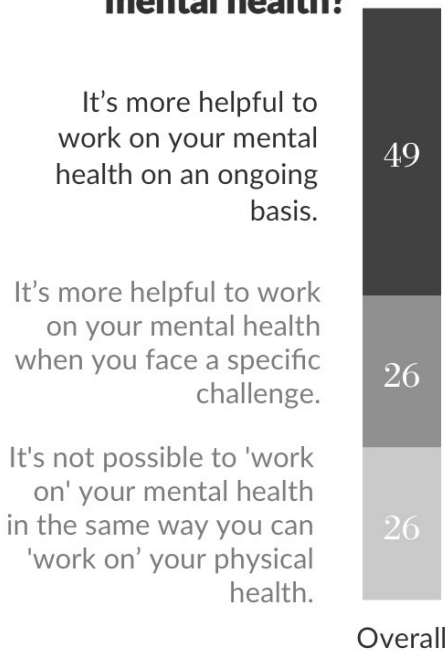 mental health?
It’s more helpful to
work on your mental
health on an ongoing
basis.
49
It’s more helpful to work
on your mental health
when you face a specific
challenge.
26
It's not possible to 'work
on' your mental health
in the same way you can
'work on’ your physical
health.
26
Overall